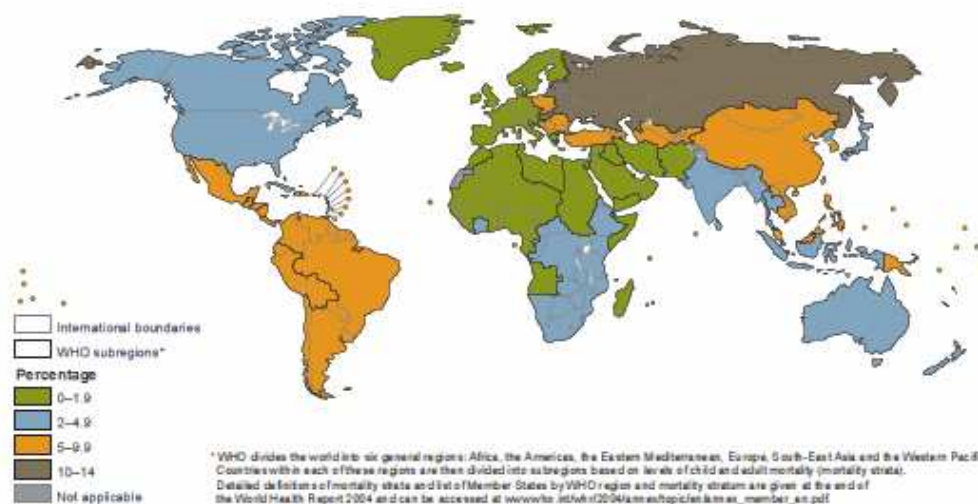 International boundaries
WHO subregions*
Percentage
0–1.9
2–4.9
5–9.9
10–14
Not applicable
* WHO divides the world into six general regions: Africa, the Americas, the Eastern Mediterranean, Europe, South-East Asia and the Western Pacific.
Countries within each of these regions are then divided into subregions based on levels of child and adult mortality (mortality strata).
Detailed definitions of mortality strata and list of Member States by WHO region and mortality stratum are given at the end of
the World Health Report 2004 and can be accessed at